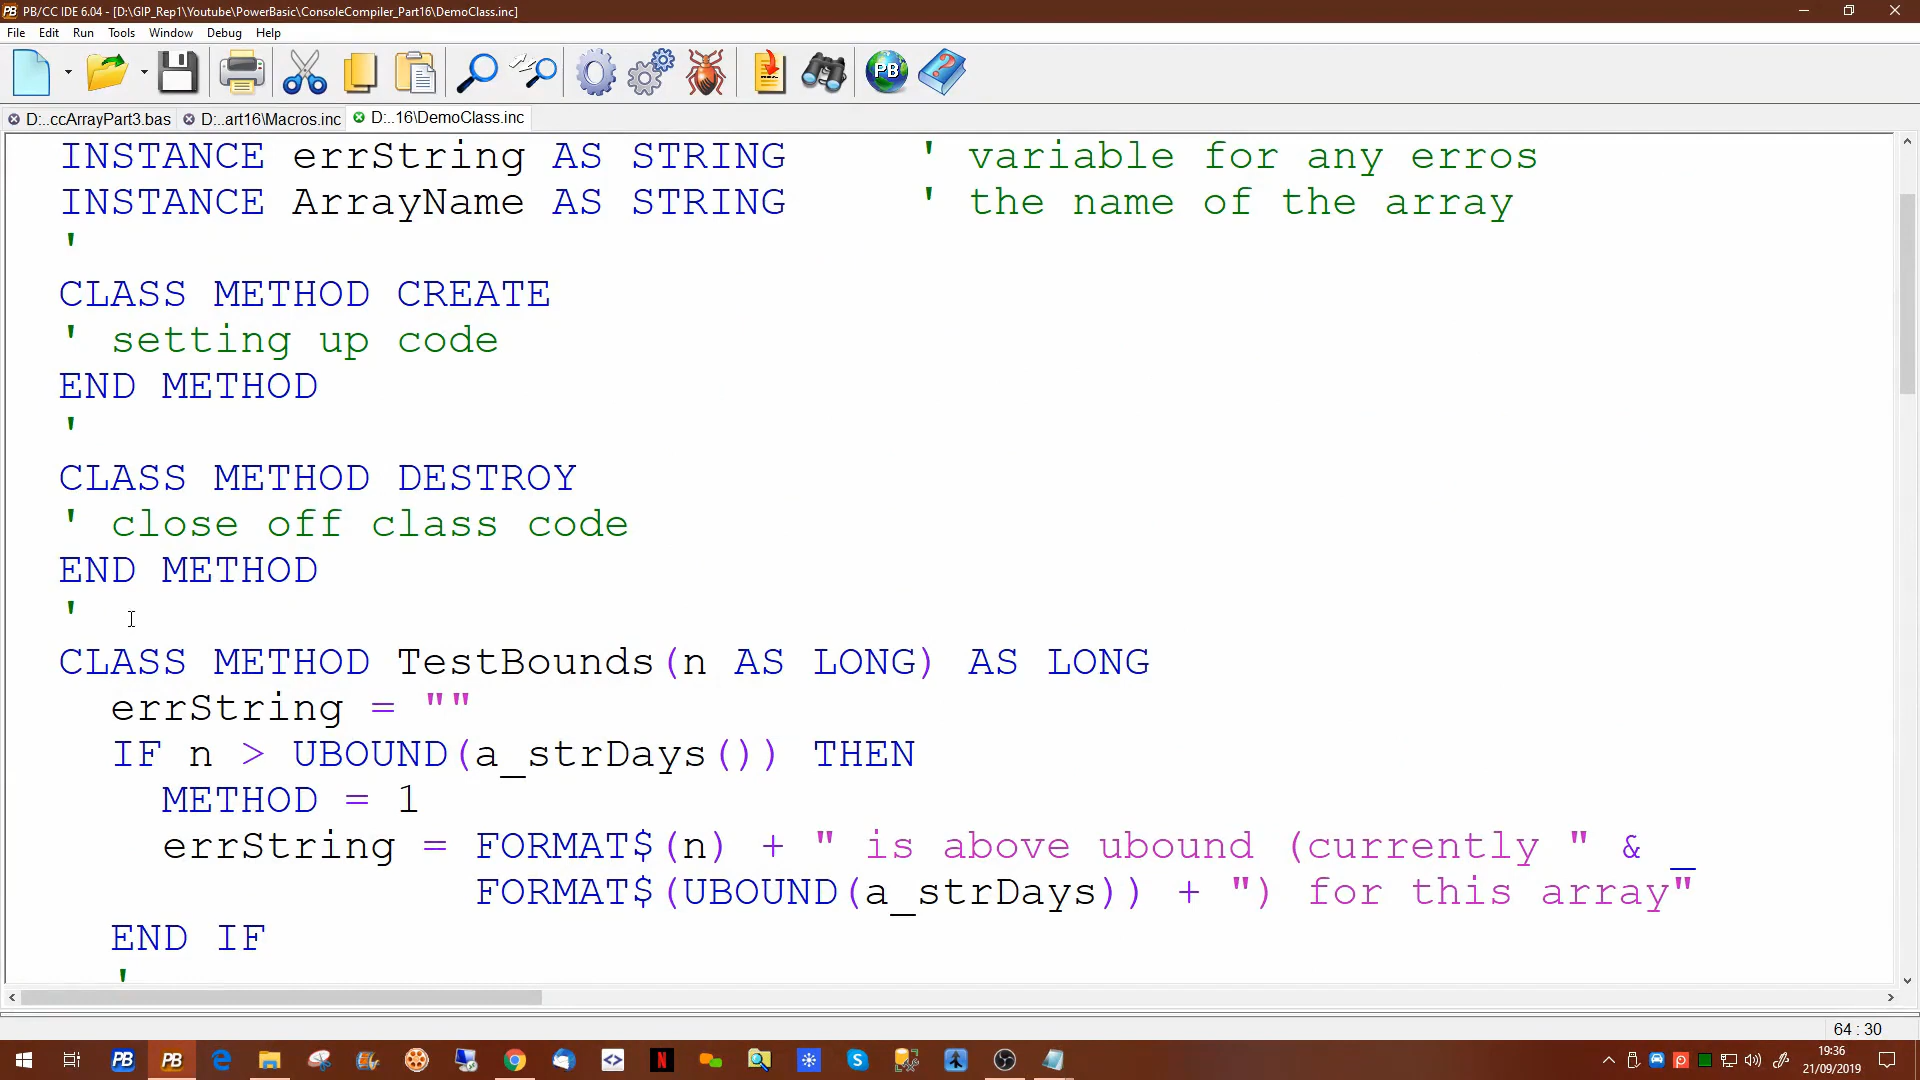 PB/CC IDE 6.04 - [D:\GIP_Rep1\Youtube\PowerBasic\ConsoleCompiler_Part16\DemoClass.inc]
File Edit Run Tools Window Debug Help
D:..ccArrayPart3.bas D:..art16\Macros.inc D:..16\DemoClass.inc
INSTANCE errString AS STRING ' variable for any erros
INSTANCE ArrayName AS STRING ' the name of the array
'
CLASS METHOD CREATE
' setting up code
END METHOD
'
CLASS METHOD DESTROY
' close off class code
END METHOD
'
CLASS METHOD TestBounds(n AS LONG) AS LONG
errString = ""
IF n > UBOUND(a_strDays()) THEN
METHOD = 1
errString = FORMAT$(n) + " is above ubound (currently " & _
FORMAT$(UBOUND(a_strDays)) + ") for this array"
END IF
'
64 : 30
19:36
21/09/2019